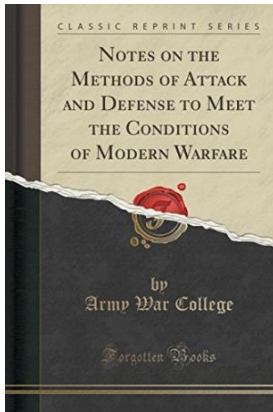 CLASSIC REPRINT SERIES
NOTES ON THE
METHODS OF ATTACK
AND DEFENSE TO MEET
THE CONDITIONS
OF MODERN WARFARE
by
Army War College
Forgotten Books